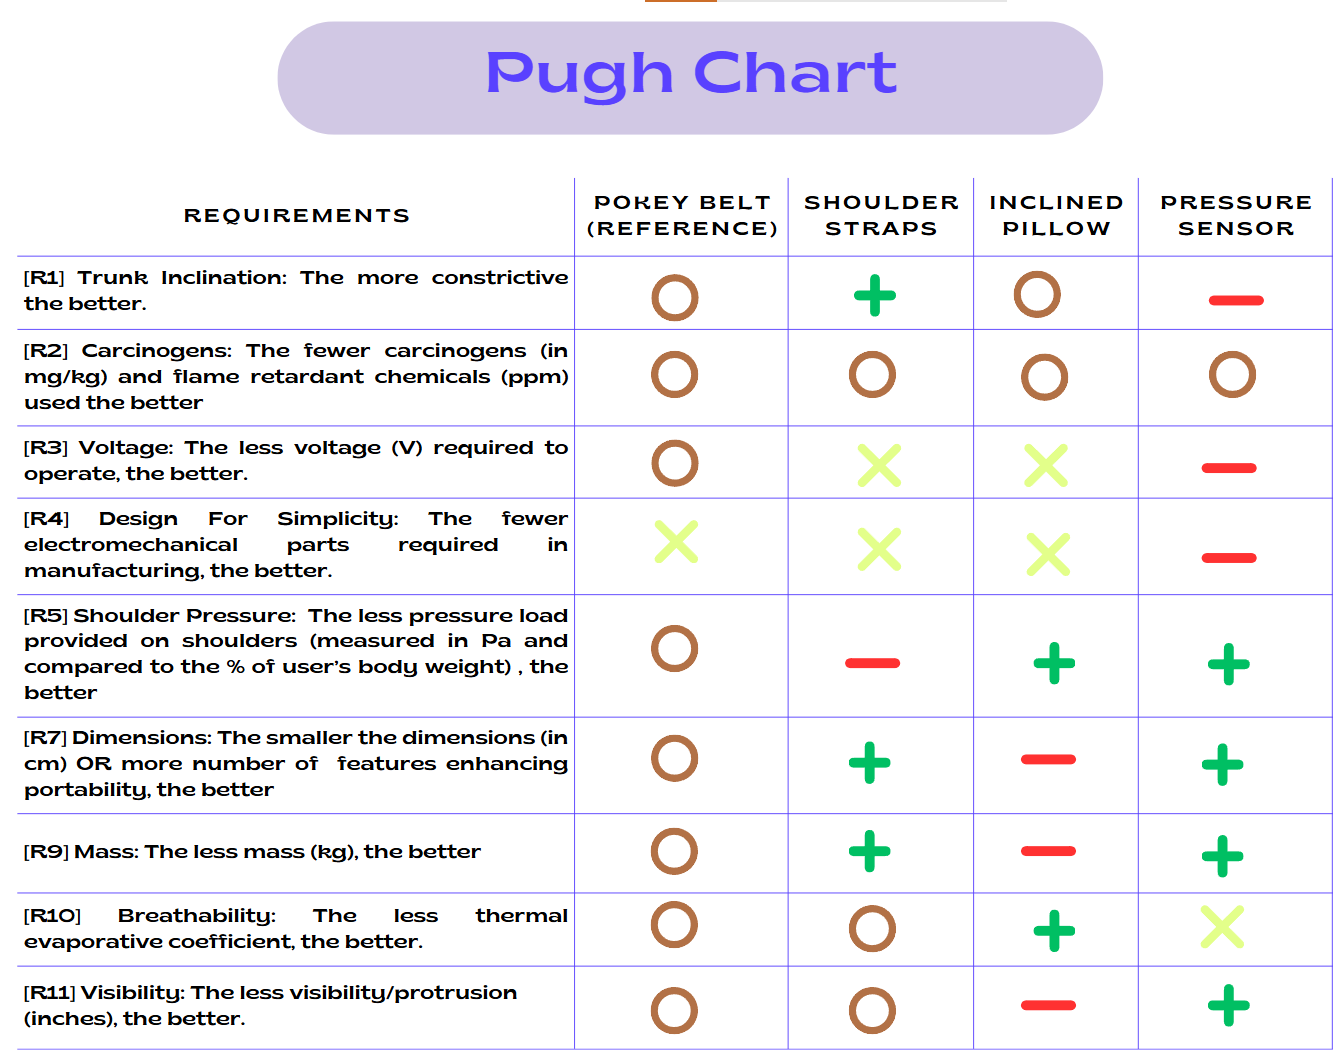 Pugh Chart
REQUIREMENTS
POKEY BELT
(REFERENCE)
SHOULDER
STRAPS
INCLINED
PILLOW
PRESSURE
SENSOR
[R1] Trunk Inclination: The more constrictive
the better.
[R2] Carcinogens: The fewer carcinogens (in
mg/kg) and flame retardant chemicals (ppm)
used the better
[R3] Voltage: The less voltage (V) required to
operate, the better.
[R4] Design For Simplicity: The fewer
electromechanical parts required in
manufacturing, the better.
[R5] Shoulder Pressure: The less pressure load
provided on shoulders (measured in Pa and
compared to the % of user's body weight) , the
better
[R7] Dimensions: The smaller the dimensions (in
cm) OR more number of features enhancing
portability, the better
[R9] Mass: The less mass (kg), the better
[R10] Breathability: The less thermal
evaporative coefficient, the better.
[R11] Visibility: The less visibility/protrusion
(inches), the better.